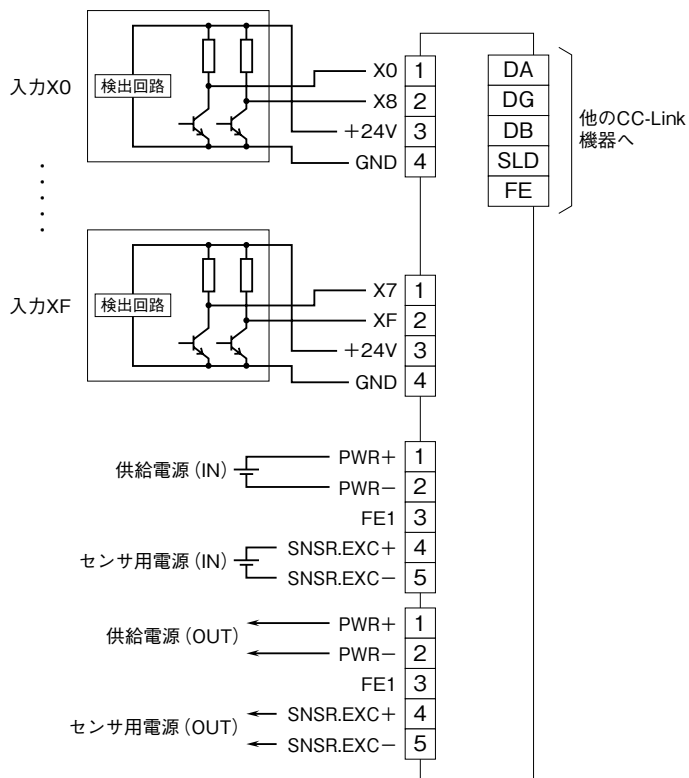 入力X0
検出回路
X0 1
X8 2
+24V 3
GND 4
DA
DG
DB
SLD
FE
他のCC-Link
機器へ
入力XF
検出回路
X7 1
XF 2
+24V 3
GND 4
供給電源(IN)
PWR+ 1
PWR- 2
FE1 3
センサ用電源(IN)
SNSR.EXC+ 4
SNSR.EXC- 5
供給電源(OUT)
PWR+ 1
PWR- 2
FE1 3
センサ用電源(OUT)
SNSR.EXC+ 4
SNSR.EXC- 5